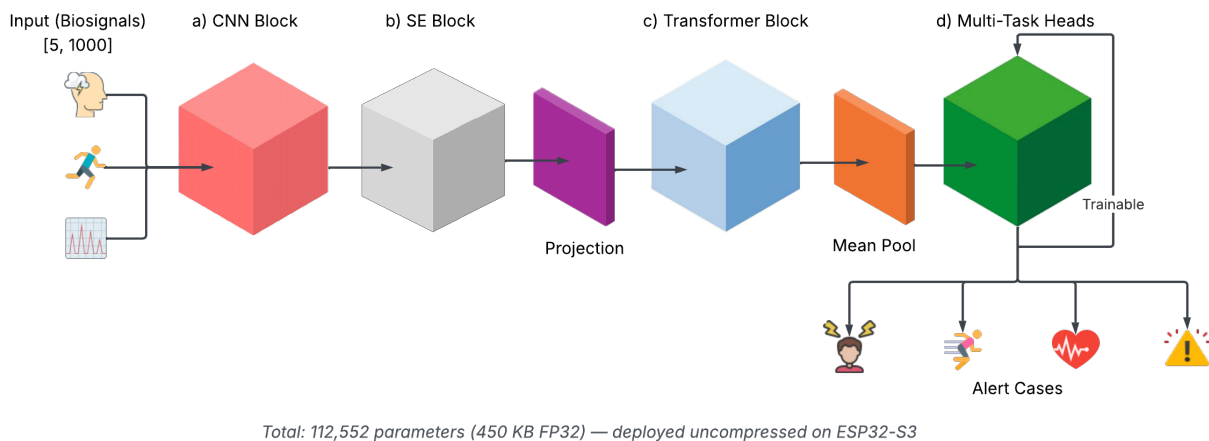 Input (Biosignals)
[5, 1000]
a) CNN Block
b) SE Block
c) Transformer Block
d) Multi-Task Heads
Trainable
Projection
Mean Pool
Alert Cases
Total: 112,552 parameters (450 KB FP32) — deployed uncompressed on ESP32-S3